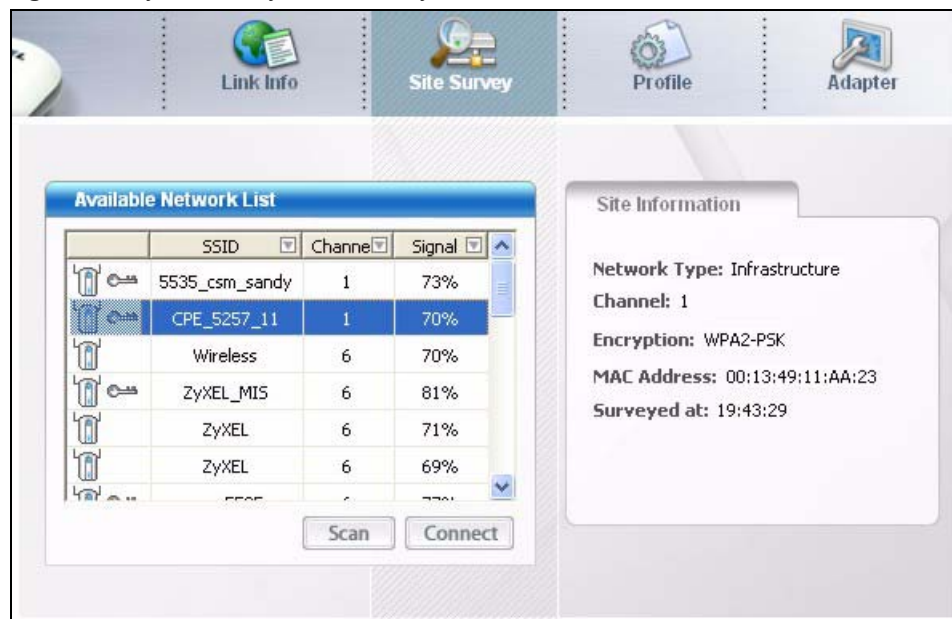 Link Info
Site Survey
Profile
Adapter
Available Network List
SSID Channe Signal
5535_csm_sandy 1 73%
CPE_5257_11 1 70%
Wireless 6 70%
ZyXEL_MIS 6 81%
ZyXEL 6 71%
ZyXEL 6 69%
Scan
Connect
Site Information
Network Type: Infrastructure
Channel: 1
Encryption: WPA2-PSK
MAC Address: 00:13:49:11:AA:23
Surveyed at: 19:43:29